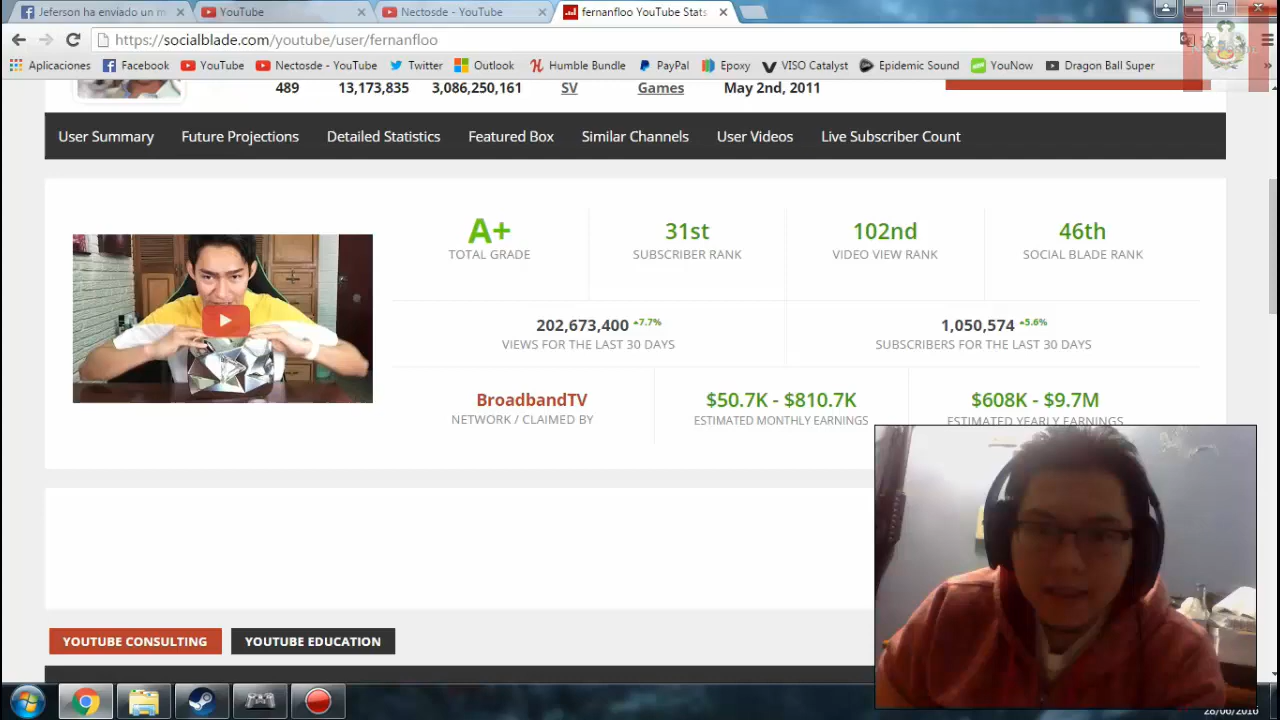 Jeferson ha enviado un m
YouTube
Nectosde - YouTube
fernanfloo YouTube Stats
https://socialblade.com/youtube/user/fernanfloo
Aplicaciones
Facebook
YouTube
Nectosde - YouTube
Twitter
Outlook
Humble Bundle
PayPal
Epoxy
VISO Catalyst
Epidemic Sound
YouNow
Dragon Ball Super
489
13,173,835
3,086,250,161
SV
Games
May 2nd, 2011
User Summary
Future Projections
Detailed Statistics
Featured Box
Similar Channels
User Videos
Live Subscriber Count
A+
TOTAL GRADE
31st
SUBSCRIBER RANK
102nd
VIDEO VIEW RANK
46th
SOCIAL BLADE RANK
202,673,400 7.7%
VIEWS FOR THE LAST 30 DAYS
1,050,574 5.6%
SUBSCRIBERS FOR THE LAST 30 DAYS
BroadbandTV
NETWORK / CLAIMED BY
$50.7K - $810.7K
ESTIMATED MONTHLY EARNINGS
$608K - $9.7M
ESTIMATED YEARLY EARNINGS
YOUTUBE CONSULTING
YOUTUBE EDUCATION
28/06/2016